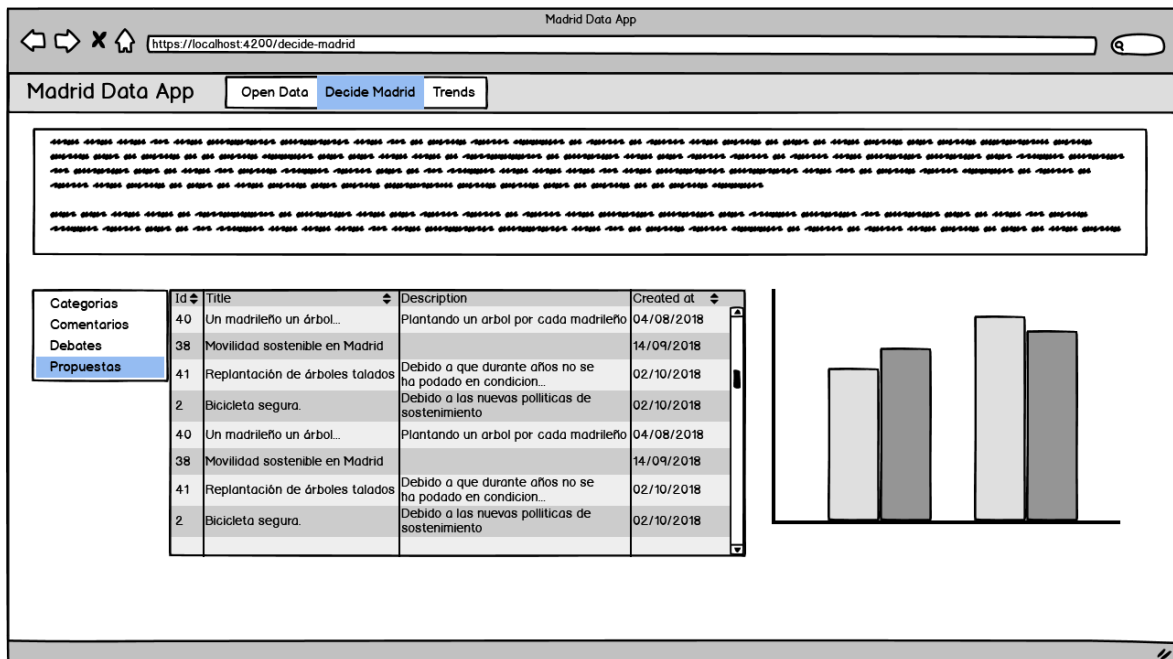 Madrid Data App
https://localhost:4200/decide-madrid
Madrid Data App
Open Data Decide Madrid Trends
Categorias
Comentarios
Debates
Propuestas
Id Title Description Created at
40 Un madrileño un árbol... Plantando un arbol por cada madrileño 04/08/2018
38 Movilidad sostenible en Madrid 14/09/2018
41 Replantación de árboles talados Debido a que durante años no se
ha podado en condicion... 02/10/2018
2 Bicicleta segura. Debido a las nuevas polliticas de
sostenimiento 02/10/2018
40 Un madrileño un árbol... Plantando un arbol por cada madrileño 04/08/2018
38 Movilidad sostenible en Madrid 14/09/2018
41 Replantación de árboles talados Debido a que durante años no se
ha podado en condicion... 02/10/2018
2 Bicicleta segura. Debido a las nuevas polliticas de
sostenimiento 02/10/2018